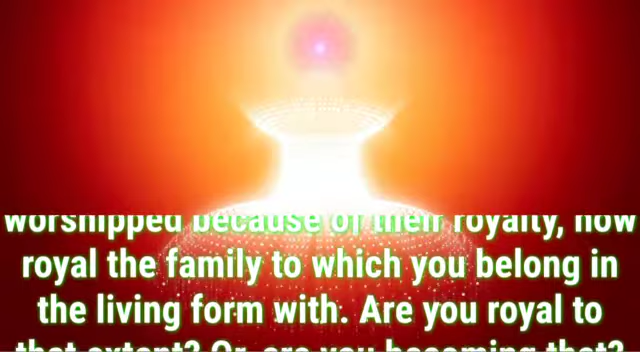 worshipped because of their royalty, how
royal the family to which you belong in
the living form with. Are you royal to
that extent? Or, are you becoming that?